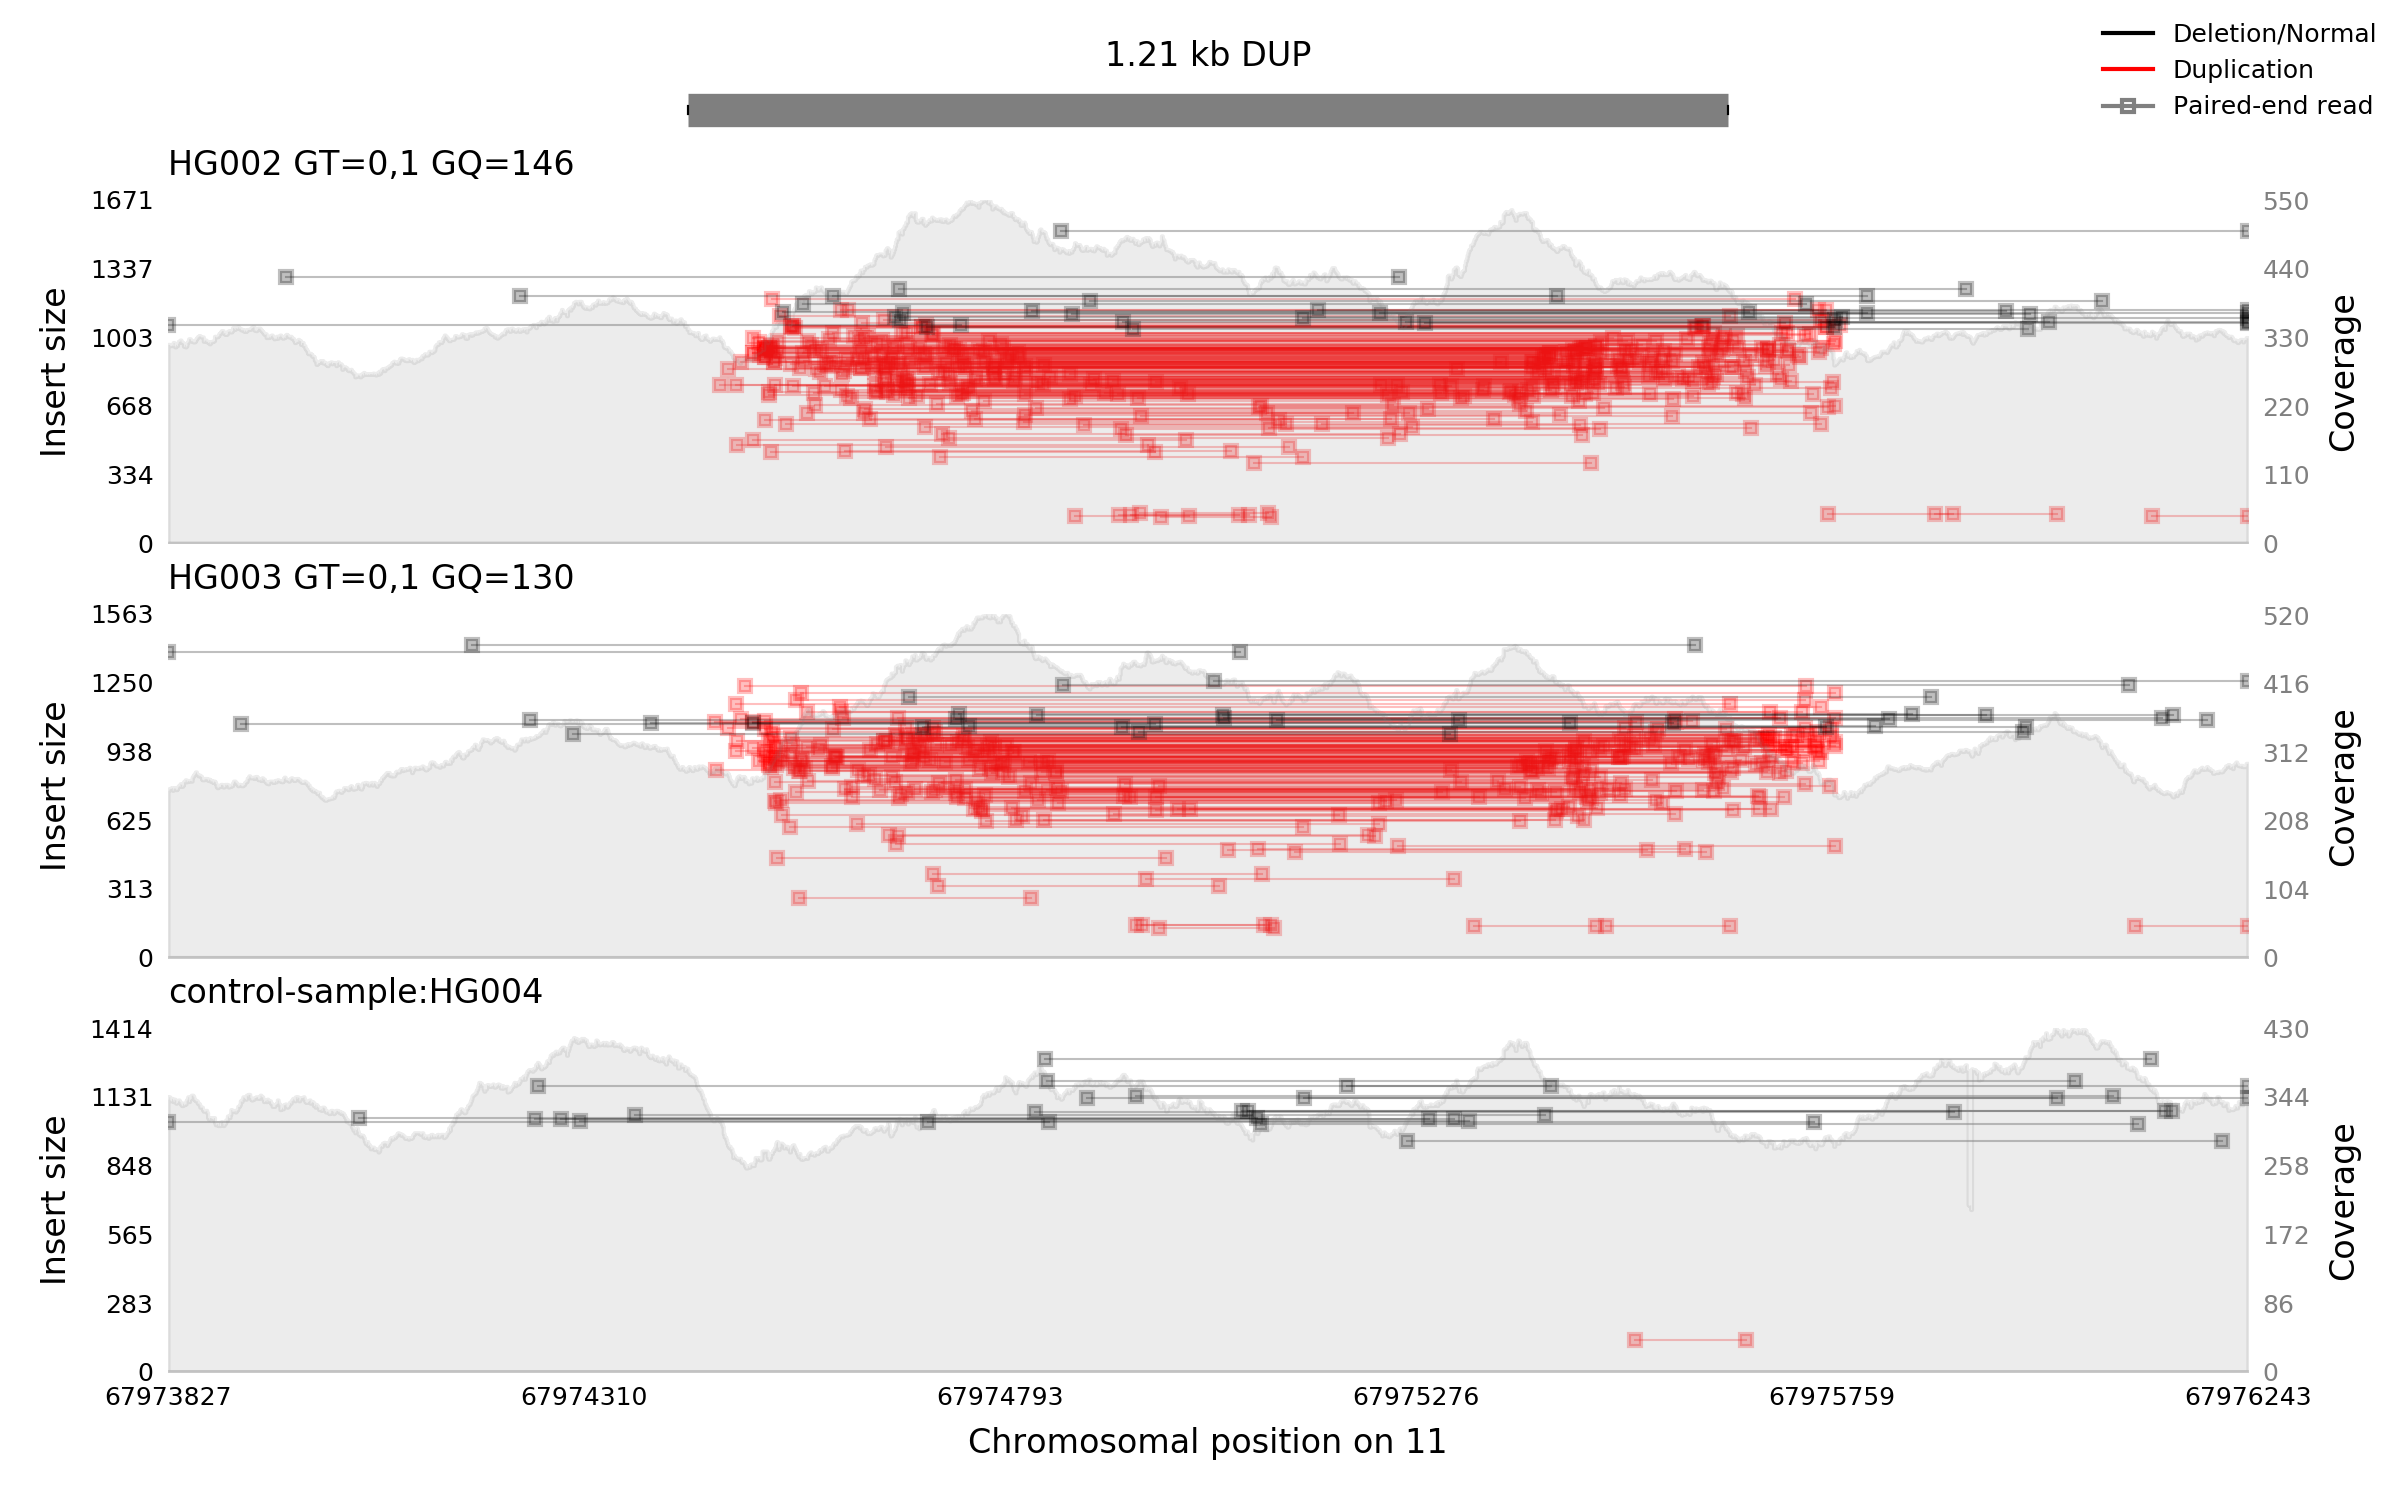 Deletion/Normal
Duplication
Paired-end read
1.21 kb DUP
HG002 GT=0,1 GQ=146
1671
1337
1003
668
334
0
Insert size
550
440
330
220
110
0
Coverage
HG003 GT=0,1 GQ=130
1563
1250
938
625
313
0
Insert size
520
416
312
208
104
0
Coverage
control-sample:HG004
1414
1131
848
565
283
0
Insert size
430
344
258
172
86
0
Coverage
67973827 67974310 67974793 67975276 67975759 67976243
Chromosomal position on 11